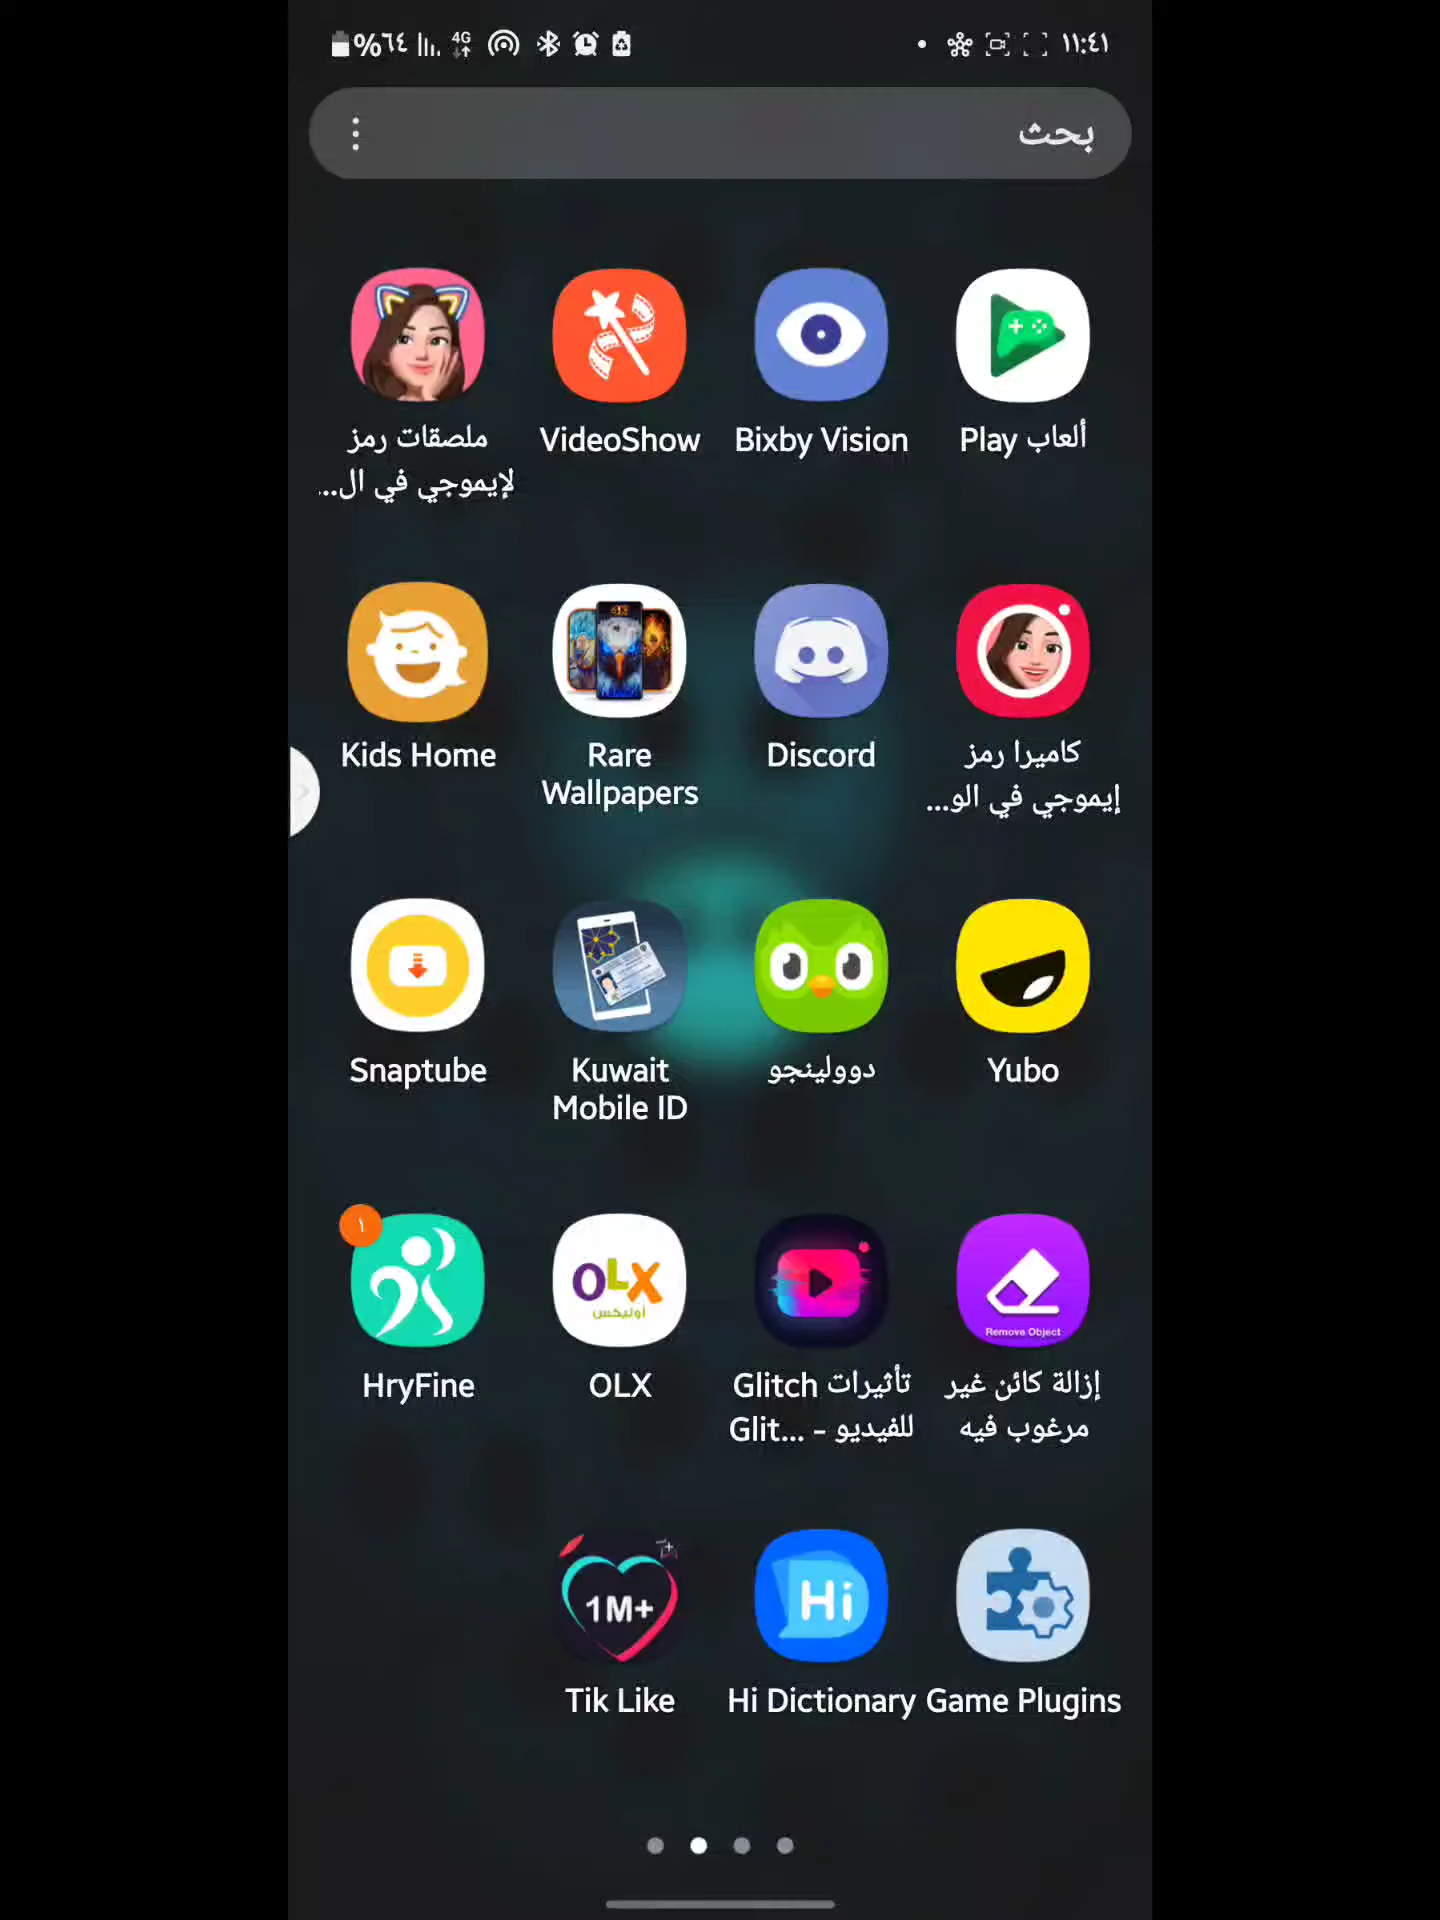 ١١:٤١
4G
%٦٤
بحث
ألعاب Play
Bixby Vision
VideoShow
ملصقات رمز
لإيموجي في ال...
كاميرا رمز
إيموجي في الو...
Discord
Rare
Wallpapers
Kids Home
Yubo
دوولينجو
Kuwait
Mobile ID
Snaptube
Remove Object
إزالة كائن غير
مرغوب فيه
تأثيرات Glitch
للفيديو - Glit...
OLX
أوليكس
OLX
١
HryFine
Game Plugins
Hi
Hi Dictionary
1M+
Tik Like